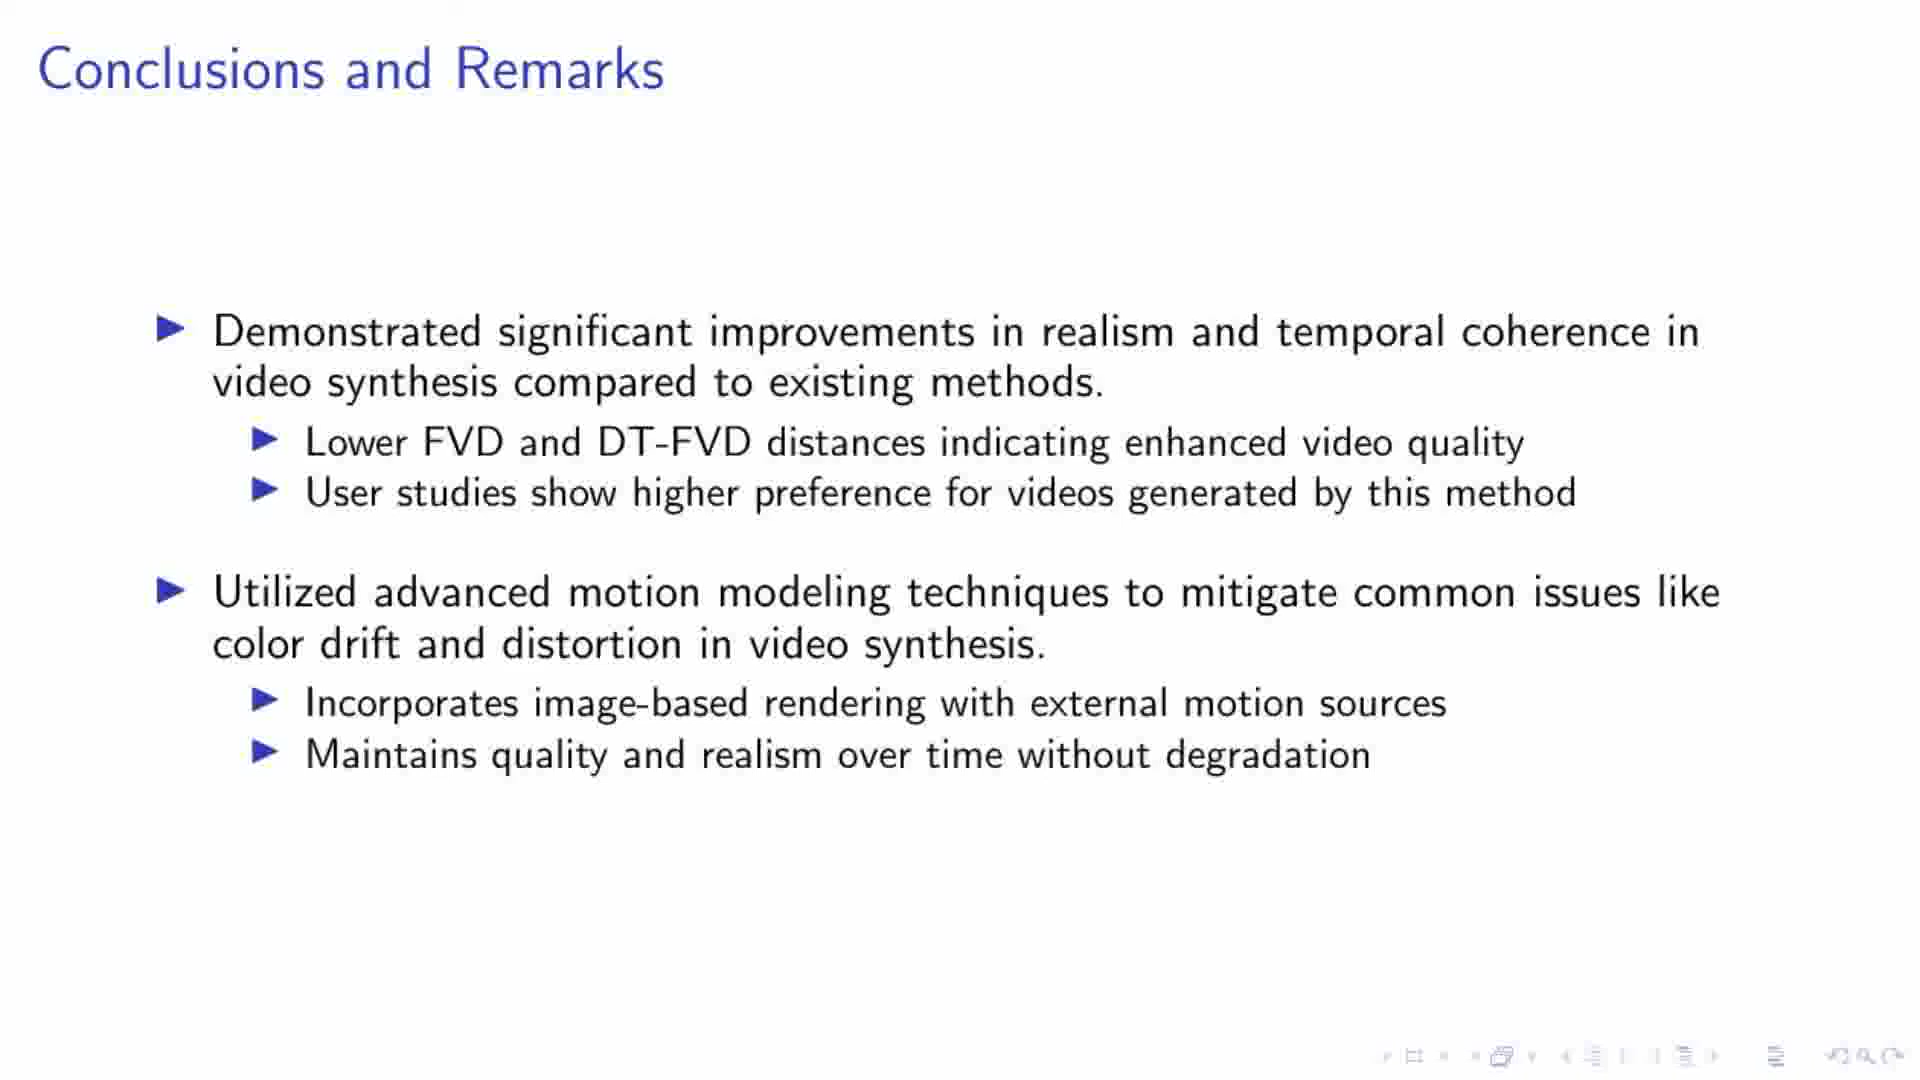 Conclusions and Remarks
Demonstrated significant improvements in realism and temporal coherence in
video synthesis compared to existing methods.
Lower FVD and DT-FVD distances indicating enhanced video quality
User studies show higher preference for videos generated by this method
Utilized advanced motion modeling techniques to mitigate common issues like
color drift and distortion in video synthesis.
Incorporates image-based rendering with external motion sources
Maintains quality and realism over time without degradation